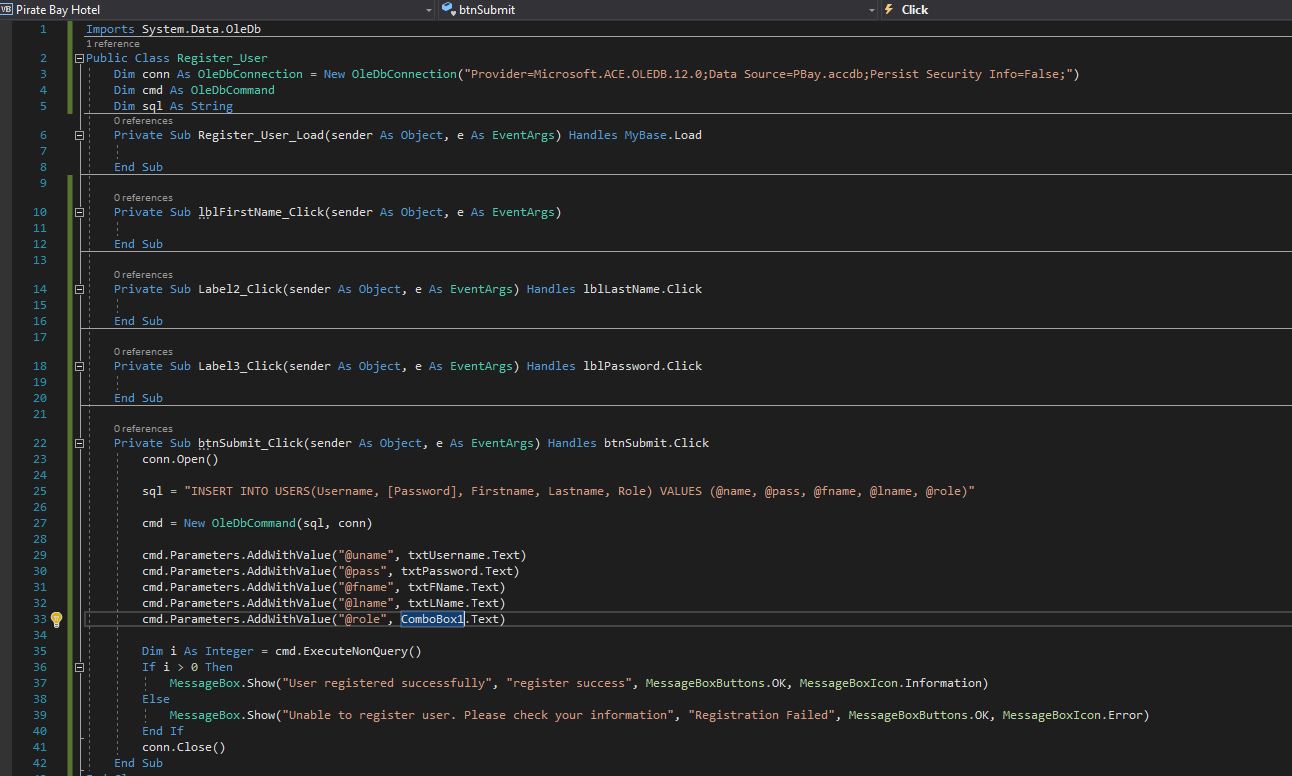 VB Pirate Bay Hotel btnSubmit Click
1 Imports System.Data.OleDb
1 reference
2 Public Class Register_User
3 Dim conn As OleDbConnection = New OleDbConnection("Provider=Microsoft.ACE.OLEDB.12.0;Data Source=PBay.accdb;Persist Security Info=False;")
4 Dim cmd As OleDbCommand
5 Dim sql As String
0 references
6 Private Sub Register_User_Load(sender As Object, e As EventArgs) Handles MyBase.Load
7
8 End Sub
9
0 references
10 Private Sub lblFirstName_Click(sender As Object, e As EventArgs)
11
12 End Sub
13
0 references
14 Private Sub Label2_Click(sender As Object, e As EventArgs) Handles lblLastName.Click
15
16 End Sub
17
0 references
18 Private Sub Label3_Click(sender As Object, e As EventArgs) Handles lblPassword.Click
19
20 End Sub
21
0 references
22 Private Sub btnSubmit_Click(sender As Object, e As EventArgs) Handles btnSubmit.Click
23 conn.Open()
24
25 sql = "INSERT INTO USERS(Username, [Password], Firstname, Lastname, Role) VALUES (@name, @pass, @fname, @lname, @role)"
26
27 cmd = New OleDbCommand(sql, conn)
28
29 cmd.Parameters.AddWithValue("@uname", txtUsername.Text)
30 cmd.Parameters.AddWithValue("@pass", txtPassword.Text)
31 cmd.Parameters.AddWithValue("@fname", txtFName.Text)
32 cmd.Parameters.AddWithValue("@lname", txtLName.Text)
33 cmd.Parameters.AddWithValue("@role", ComboBox1.Text)
34
35 Dim i As Integer = cmd.ExecuteNonQuery()
36 If i > 0 Then
37 MessageBox.Show("User registered successfully", "register success", MessageBoxButtons.OK, MessageBoxIcon.Information)
38 Else
39 MessageBox.Show("Unable to register user. Please check your information", "Registration Failed", MessageBoxButtons.OK, MessageBoxIcon.Error)
40 End If
41 conn.Close()
42 End Sub